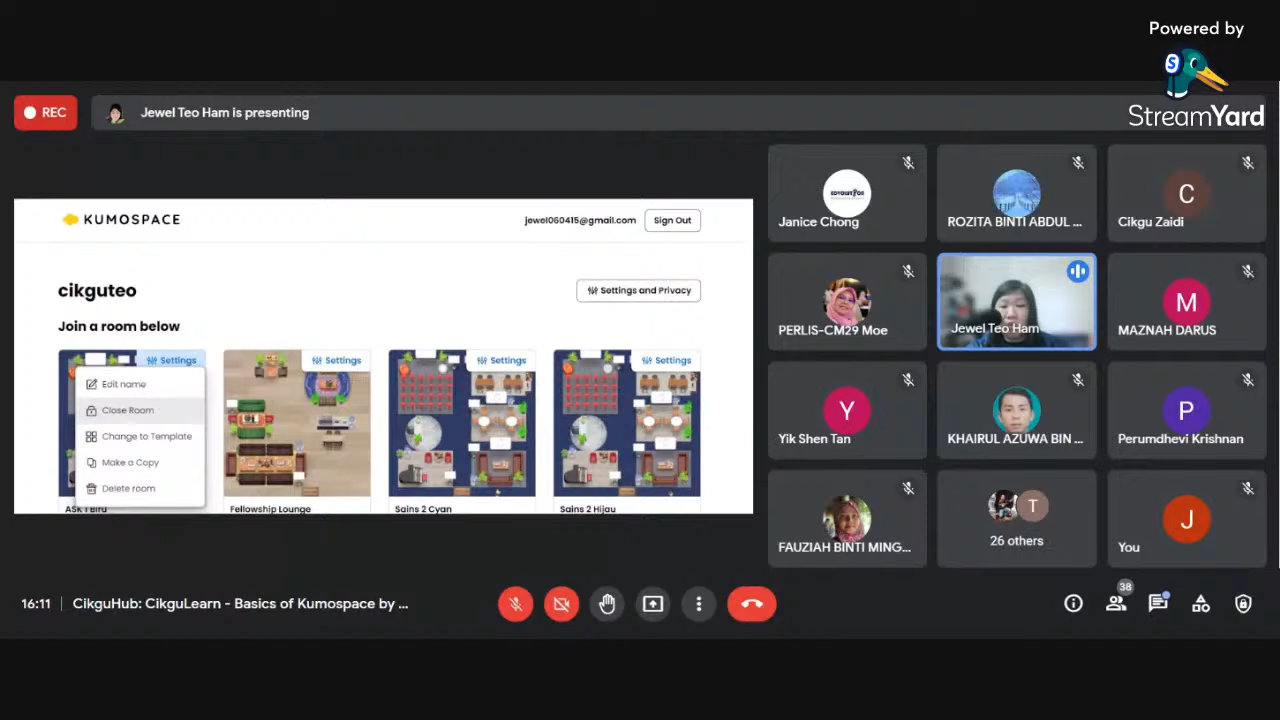 Powered by
StreamYard
REC
Jewel Teo Ham is presenting
KUMOSPACE
jewel060415@gmail.com
Sign Out
cikguteo
Settings and Privacy
Join a room below
Settings
Settings
Settings
Settings
Edit name
Close Room
Change to Template
Make a Copy
Delete room
ASK 1 Biru
Fellowship Lounge
Sains 2 Cyan
Sains 2 Hijau
Janice Chong
ROZITA BINTI ABDUL ...
C
Cikgu Zaidi
PERLIS-CM29 Moe
Jewel Teo Ham
M
MAZNAH DARUS
Y
Yik Shen Tan
KHAIRUL AZUWA BIN ...
P
Perumdhevi Krishnan
FAUZIAH BINTI MING...
T
26 others
J
You
16:11
CikguHub: CikguLearn - Basics of Kumospace by ...
38